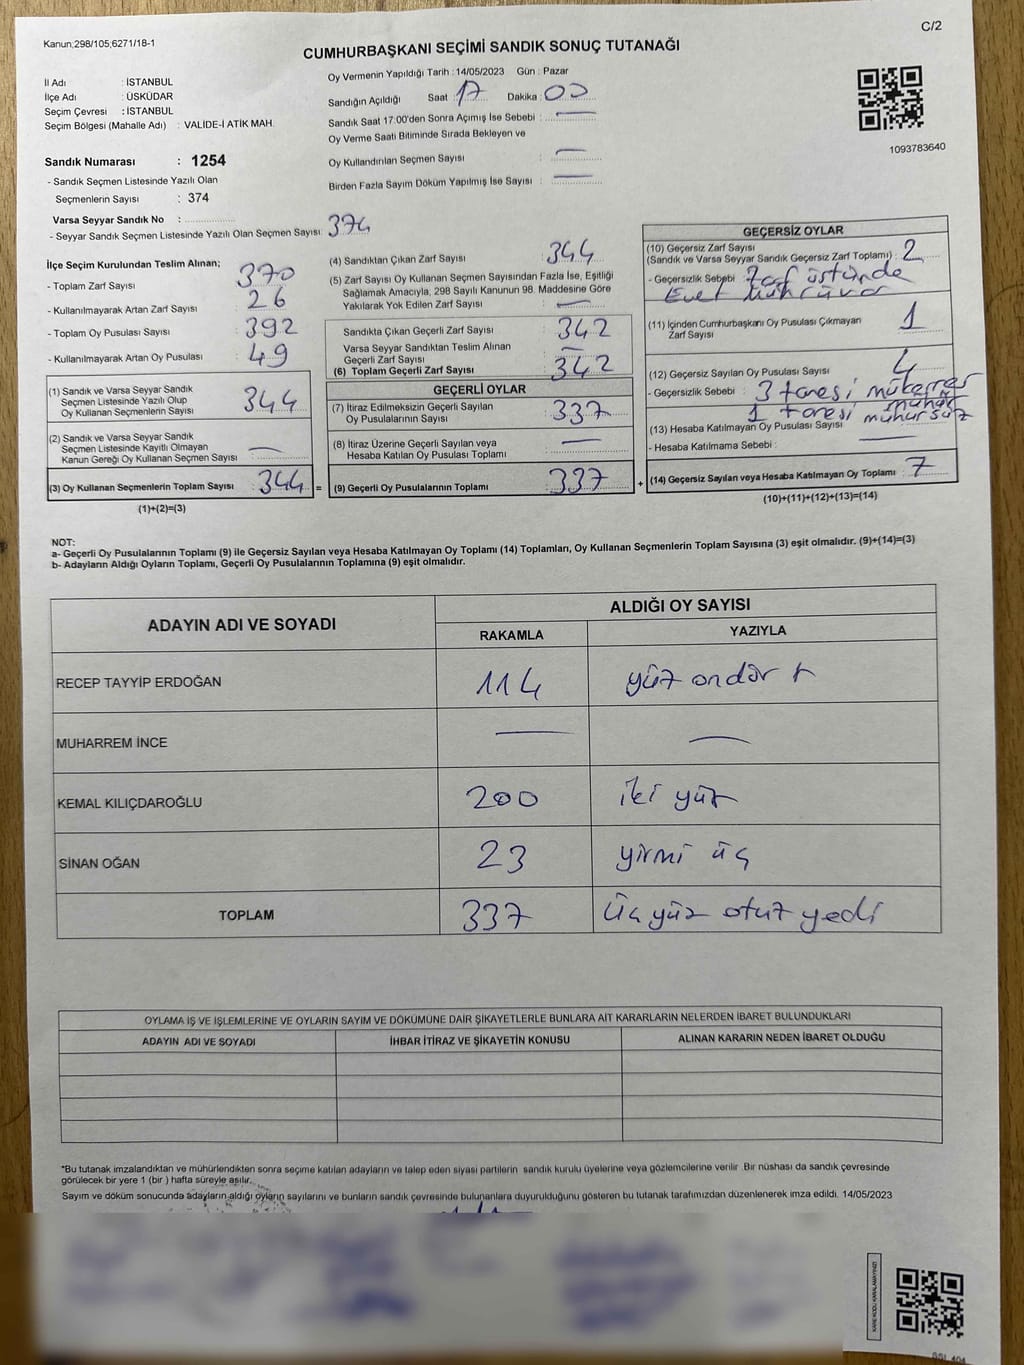 Kanun;298/105;6271/18-1
C/2
CUMHURBAŞKANI SEÇİMİ SANDIK SONUÇ TUTANAĞI
İl Adı : İSTANBUL
İlçe Adı : ÜSKÜDAR
Seçim Çevresi : İSTANBUL
Seçim Bölgesi (Mahalle Adı) : VALİDE-İ ATİK MAH.
Sandık Numarası : 1254
- Sandık Seçmen Listesinde Yazılı Olan
Seçmenlerin Sayısı : 374
Varsa Seyyar Sandık No :
- Seyyar Sandık Seçmen Listesinde Yazılı Olan Seçmen Sayısı: 374
Oy Vermenin Yapıldığı Tarih : 14/05/2023 Gün : Pazar
Sandığın Açıldığı Saat : 17 Dakika : 00
Sandık Saat 17:00'den Sonra Açımış İse Sebebi : —
Oy Verme Saati Bitiminde Sırada Bekleyen ve
Oy Kullandırılan Seçmen Sayısı : —
Birden Fazla Sayım Döküm Yapılmış İse Sayısı : —
1093783640
İlçe Seçim Kurulundan Teslim Alınan;
- Toplam Zarf Sayısı : 370
- Kullanılmayarak Artan Zarf Sayısı : 26
- Toplam Oy Pusulası Sayısı : 392
- Kullanılmayarak Artan Oy Pusulası : 49
(1) Sandık ve Varsa Seyyar Sandık
Seçmen Listesinde Yazılı Olup
Oy Kullanan Seçmenlerin Sayısı : 344
(2) Sandık ve Varsa Seyyar Sandık
Seçmen Listesinde Kayıtlı Olmayan
Kanun Gereği Oy Kullanan Seçmen Sayısı : —
(3) Oy Kullanan Seçmenlerin Toplam Sayısı : 344 =
(1)+(2)=(3)
(4) Sandıktan Çıkan Zarf Sayısı : 344
(5) Zarf Sayısı Oy Kullanan Seçmen Sayısından Fazla İse, Eşitliği
Sağlamak Amacıyla, 298 Sayılı Kanunun 98. Maddesine Göre
Yakılarak Yok Edilen Zarf Sayısı : —
Sandıkta Çıkan Geçerli Zarf Sayısı : 342
Varsa Seyyar Sandıktan Teslim Alınan
Geçerli Zarf Sayısı : —
(6) Toplam Geçerli Zarf Sayısı : 342
GEÇERLİ OYLAR
(7) İtiraz Edilmeksizin Geçerli Sayılan
Oy Pusulalarının Sayısı : 337
(8) İtiraz Üzerine Geçerli Sayılan veya
Hesaba Katılan Oy Pusulası Toplamı : —
(9) Geçerli Oy Pusulalarının Toplamı : 337 +
GEÇERSİZ OYLAR
(10) Geçersiz Zarf Sayısı
(Sandık ve Varsa Seyyar Sandık Geçersiz Zarf Toplamı) : 2
- Geçersizlik Sebebi : Zarf üstünde
Evet mührü var
(11) İçinden Cumhurbaşkanı Oy Pusulası Çıkmayan
Zarf Sayısı : 1
(12) Geçersiz Sayılan Oy Pusulası Sayısı : 4
- Geçersizlik Sebebi : 3 tanesi mükerrer
mühür
1 tanesi mühürsüz
(13) Hesaba Katılmayan Oy Pusulası Sayısı : —
- Hesaba Katılmama Sebebi :
(14) Geçersiz Sayılan veya Hesaba Katılmayan Oy Toplamı : 7
(10)+(11)+(12)+(13)=(14)
NOT:
a- Geçerli Oy Pusulalarının Toplamı (9) ile Geçersiz Sayılan veya Hesaba Katılmayan Oy Toplamı (14) Toplamları, Oy Kullanan Seçmenlerin Toplam Sayısına (3) eşit olmalıdır. (9)+(14)=(3)
b- Adayların Aldığı Oyların Toplamı, Geçerli Oy Pusulalarının Toplamına (9) eşit olmalıdır.
ADAYIN ADI VE SOYADI
ALDIĞI OY SAYISI
RAKAMLA YAZIYLA
RECEP TAYYİP ERDOĞAN 114 yüz ondört
MUHARREM İNCE — —
KEMAL KILIÇDAROĞLU 200 iki yüz
SİNAN OĞAN 23 yirmi üç
TOPLAM 337 üç yüz otuz yedi
OYLAMA İŞ VE İŞLEMLERİNE VE OYLARIN SAYIM VE DÖKÜMÜNE DAİR ŞİKAYETLERLE BUNLARA AİT KARARLARIN NELERDEN İBARET BULUNDUKLARI
ADAYIN ADI VE SOYADI İHBAR İTİRAZ VE ŞİKAYETİN KONUSU ALINAN KARARIN NEDEN İBARET OLDUĞU
*Bu tutanak imzalandıktan ve mühürlendikten sonra seçime katılan adayların ve talep eden siyasi partilerin sandık kurulu üyelerine veya gözlemcilerine verilir. Bir nüshası da sandık çevresinde
görülecek bir yere 1 (bir ) hafta süreyle asılır.
Sayım ve döküm sonucunda adayların aldığı oyların sayılarını ve bunların sandık çevresinde bulunanlara duyurulduğunu gösteren bu tutanak tarafımızdan düzenlenerek imza edildi. 14/05/2023
KARE KODU KARALAMAYINIZ!